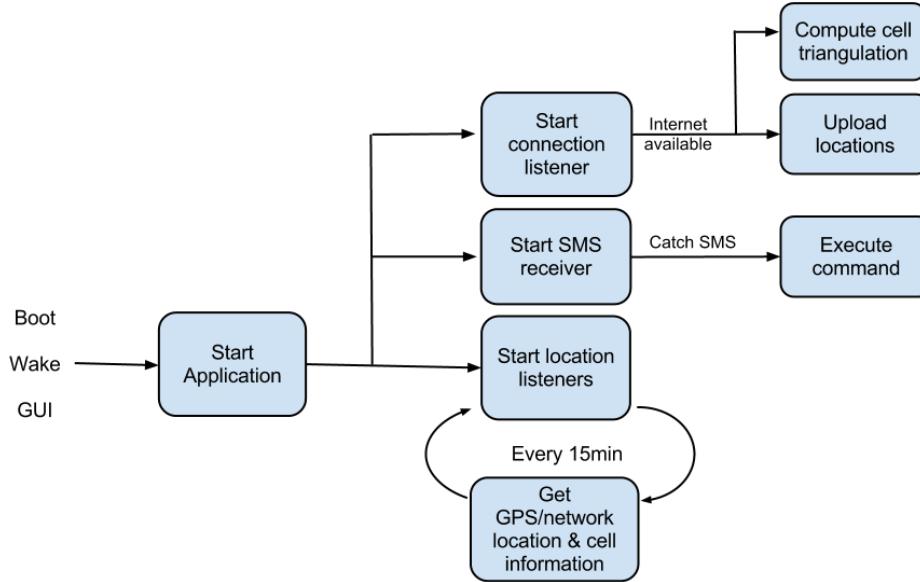 Boot
Wake
GUI
Start
Application
Start
connection
listener
Internet
available
Compute cell
triangulation
Upload
locations
Start SMS
receiver
Catch SMS
Execute
command
Start location
listeners
Every 15min
Get
GPS/network
location & cell
information